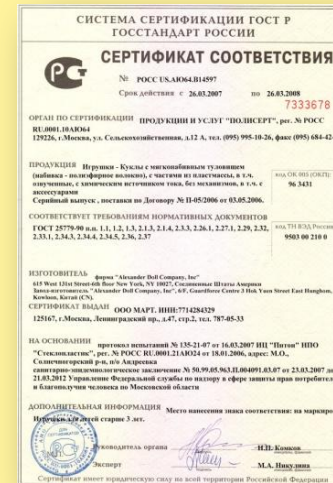 СИСТЕМА СЕРТИФИКАЦИИ ГОСТ Р
ГОССТАНДАРТ РОССИИ
СЕРТИФИКАТ СООТВЕТСТВИЯ
№ РОСС US.АЮ64.В14597
Срок действия с 26.03.2007 по 26.03.2008
7333678
ОРГАН ПО СЕРТИФИКАЦИИ ПРОДУКЦИИ И УСЛУГ "ПОЛИСЕРТ", рег. № РОСС
RU.0001.10АЮ64
129226, г.Москва, ул. Сельскохозяйственная, д.12 А, тел. (095) 995-10-26, факс (095) 684-42
ПРОДУКЦИЯ Игрушки - Куклы с мягконабивным туловищем
(набивка - полиэфирное волокно), с частями из пластмассы, в т.ч.
озвученные, с химическим источником тока, без механизмов, в т.ч. с
аксессуарами
Серийный выпуск, поставки по Договору № П-05/2006 от 03.05.2006.
код ОК 005 (ОКП):
96 3431
СООТВЕТСТВУЕТ ТРЕБОВАНИЯМ НОРМАТИВНЫХ ДОКУМЕНТОВ
ГОСТ 25779-90 п.п. 1.1, 1.2, 1.3, 2.1.3, 2.1.4, 2.3.3, 2.26.1, 2.27.1, 2.29, 2.32,
2.33.1, 2.34.3, 2.34.4, 2.34.5, 2.36, 2.37
код ТН ВЭД России
9503 00 210 0
ИЗГОТОВИТЕЛЬ фирма "Alexander Doll Company, Inc"
615 West 131st Street-6th floor New York, NY 10027, Соединенные Штаты Америки
"Alexander Doll Company, Inc", 6/F, Guardforce Centre 3 Hok Yuen Street East Hunghom,
Kowloon, Китай (CN).
СЕРТИФИКАТ ВЫДАН ООО МАРТ. ИНН:7714284329
125167, г.Москва, Ленинградский пр., д.47, стр.2, тел. 787-05-33
НА ОСНОВАНИИ протокол испытаний № 135-21-07 от 16.03.2007 ИЦ "Питон" НПО
"Стеклопластик", рег. № РОСС RU.0001.21АЮ24 от 18.01.2006, адрес: М.О.,
Солнечногорский р-н, п/о Андреевка
санитарно-эпидемиологическое заключение № 50.99.05.963.П.004091.03.07 от 23.03.2007 до
21.03.2012 Управление Федеральной службы по надзору в сфере защиты прав потребител
и благополучия человека по Московской области
ДОПОЛНИТЕЛЬНАЯ ИНФОРМАЦИЯ Место нанесения знака соответствия: на маркиро
Игрушки для детей старше 3 лет.
Руководитель органа Н.П. Комков
Эксперт М.А. Никулина
Сертификат имеет юридическую силу на всей территории Российской Федерации